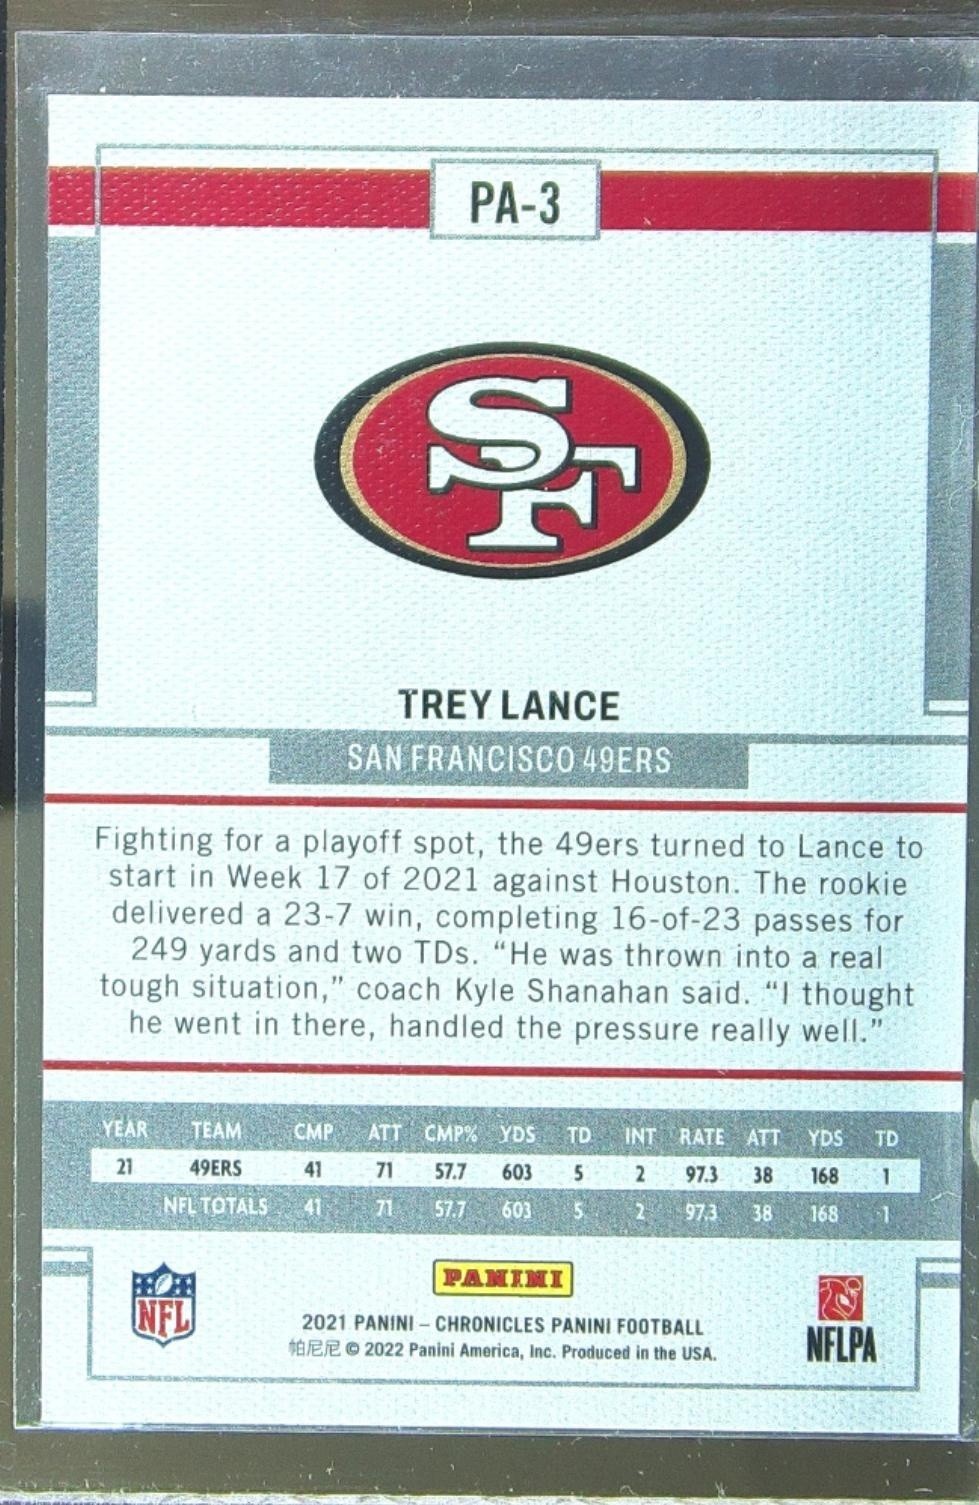 PA-3
SF
TREY LANCE
SAN FRANCISCO 49ERS
Fighting for a playoff spot, the 49ers turned to Lance to
start in Week 17 of 2021 against Houston. The rookie
delivered a 23-7 win, completing 16-of-23 passes for
249 yards and two TDs. “He was thrown into a real
tough situation,” coach Kyle Shanahan said. “I thought
he went in there, handled the pressure really well.”
YEAR TEAM CMP ATT CMP% YDS TD INT RATE ATT YDS TD
21 49ERS 41 71 57.7 603 5 2 97.3 38 168 1
NFL TOTALS 41 71 57.7 603 5 2 97.3 38 168 1
NFL
PANINI
2021 PANINI – CHRONICLES PANINI FOOTBALL
帕尼尼 © 2022 Panini America, Inc. Produced in the USA.
NFLPA